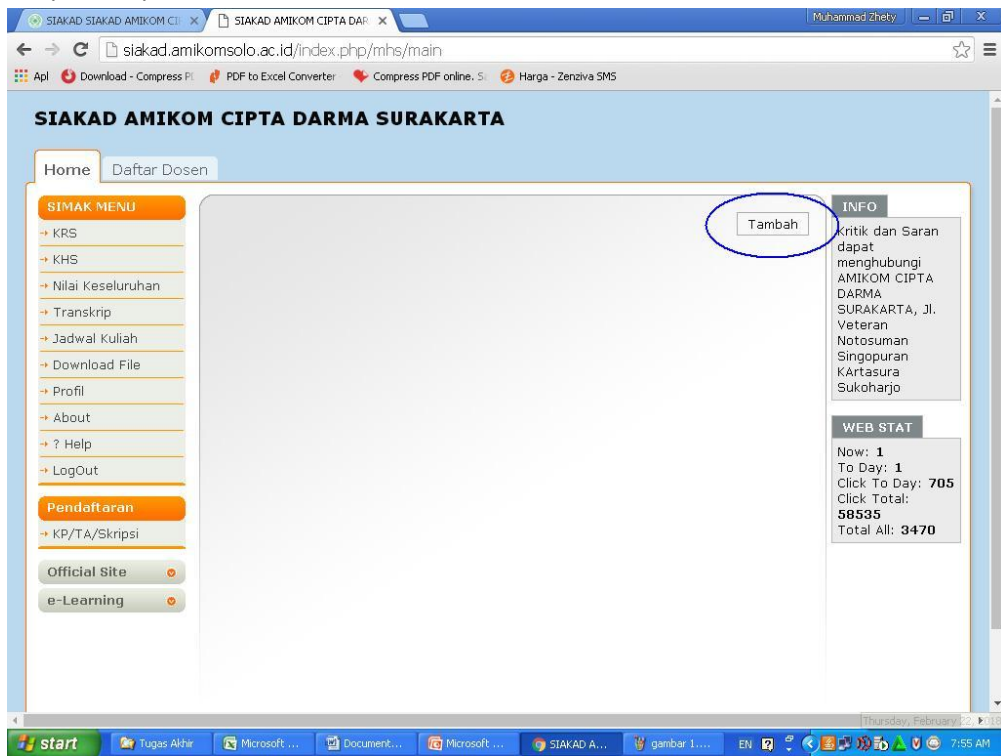 SIAKAD SIAKAD AMIKOM CI
SIAKAD AMIKOM CIPTA DAR
Muhammad Zhety
siakad.amikomsolo.ac.id/index.php/mhs/main
Apl
Download - Compress P
PDF to Excel Converter
Compress PDF online. S
Harga - Zenziva SMS
SIAKAD AMIKOM CIPTA DARMA SURAKARTA
Home
Daftar Dosen
SIMAK MENU
KRS
KHS
Nilai Keseluruhan
Transkrip
Jadwal Kuliah
Download File
Profil
About
? Help
LogOut
Pendaftaran
KP/TA/Skripsi
Official Site
e-Learning
Tambah
INFO
Kritik dan Saran
dapat
menghubungi
AMIKOM CIPTA
DARMA
SURAKARTA, Jl.
Veteran
Notosuman
Singopuran
KArtasura
Sukoharjo
WEB STAT
Now: 1
To Day: 1
Click To Day: 705
Click Total:
58535
Total All: 3470
Thursday, February 22, 2018
start
Tugas Akhir
Microsoft ...
Document...
Microsoft ...
SIAKAD A...
gambar 1....
EN
7:55 AM